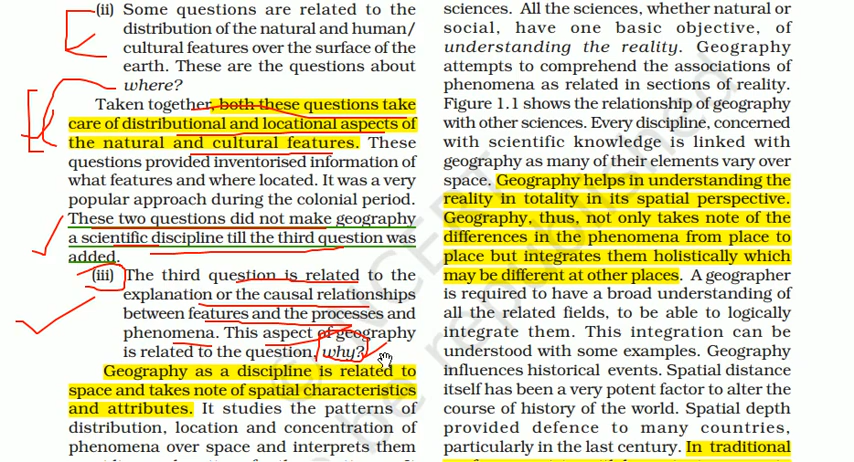 (ii) Some questions are related to the
distribution of the natural and human/
cultural features over the surface of the
earth. These are the questions about
where?
Taken together, both these questions take
care of distributional and locational aspects of
the natural and cultural features. These
questions provided inventorised information of
what features and where located. It was a very
popular approach during the colonial period.
These two questions did not make geography
a scientific discipline till the third question was
added.
(iii) The third question is related to the
explanation or the causal relationships
between features and the processes and
phenomena. This aspect of geography
is related to the question, why?
Geography as a discipline is related to
space and takes note of spatial characteristics
and attributes. It studies the patterns of
distribution, location and concentration of
phenomena over space and interprets them
sciences. All the sciences, whether natural or
social, have one basic objective, of
understanding the reality. Geography
attempts to comprehend the associations of
phenomena as related in sections of reality.
Figure 1.1 shows the relationship of geography
with other sciences. Every discipline, concerned
with scientific knowledge is linked with
geography as many of their elements vary over
space. Geography helps in understanding the
reality in totality in its spatial perspective.
Geography, thus, not only takes note of the
differences in the phenomena from place to
place but integrates them holistically which
may be different at other places. A geographer
is required to have a broad understanding of
all the related fields, to be able to logically
integrate them. This integration can be
understood with some examples. Geography
influences historical events. Spatial distance
itself has been a very potent factor to alter the
course of history of the world. Spatial depth
provided defence to many countries,
particularly in the last century. In traditional